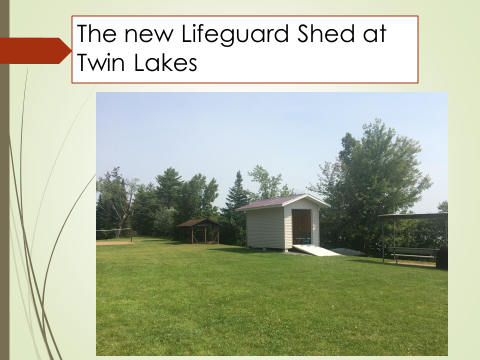 The new Lifeguard Shed at
Twin Lakes